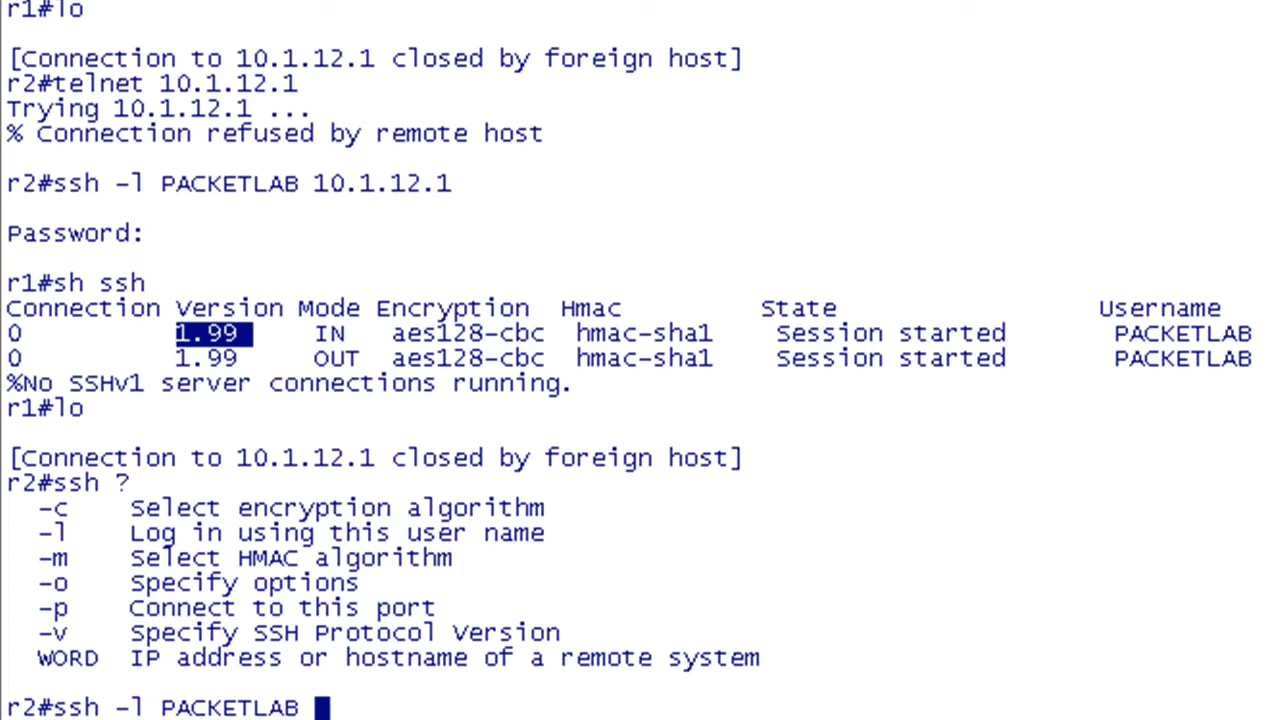 r1#lo
[Connection to 10.1.12.1 closed by foreign host]
r2#telnet 10.1.12.1
Trying 10.1.12.1 ...
% Connection refused by remote host
r2#ssh -l PACKETLAB 10.1.12.1
Password:
r1#sh ssh
Connection Version Mode Encryption Hmac State Username
0 1.99 IN aes128-cbc hmac-sha1 Session started PACKETLAB
0 1.99 OUT aes128-cbc hmac-sha1 Session started PACKETLAB
%No SSHv1 server connections running.
r1#lo
[Connection to 10.1.12.1 closed by foreign host]
r2#ssh ?
-c Select encryption algorithm
-l Log in using this user name
-m Select HMAC algorithm
-o Specify options
-p Connect to this port
-v Specify SSH Protocol Version
WORD IP address or hostname of a remote system
r2#ssh -l PACKETLAB